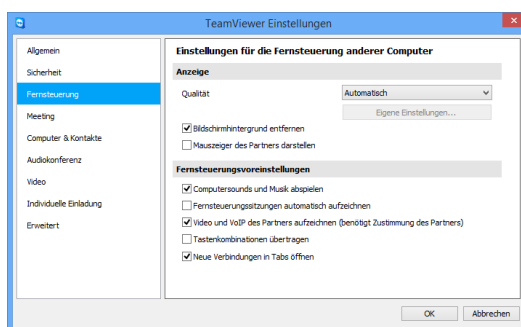 TeamViewer Einstellungen
Allgemein
Sicherheit
Fernsteuerung
Meeting
Computer & Kontakte
Audiokonferenz
Video
Individuelle Einladung
Erweitert
Einstellungen für die Fernsteuerung anderer Computer
Anzeige
Qualität
Automatisch
Eigene Einstellungen...
Bildschirmhintergrund entfernen
Mauszeiger des Partners darstellen
Fernsteuerungsvoreinstellungen
Computersounds und Musik abspielen
Fernsteuerungssitzungen automatisch aufzeichnen
Video und VoIP des Partners aufzeichnen (benötigt Zustimmung des Partners)
Tastenkombinationen übertragen
Neue Verbindungen in Tabs öffnen
OK
Abbrechen